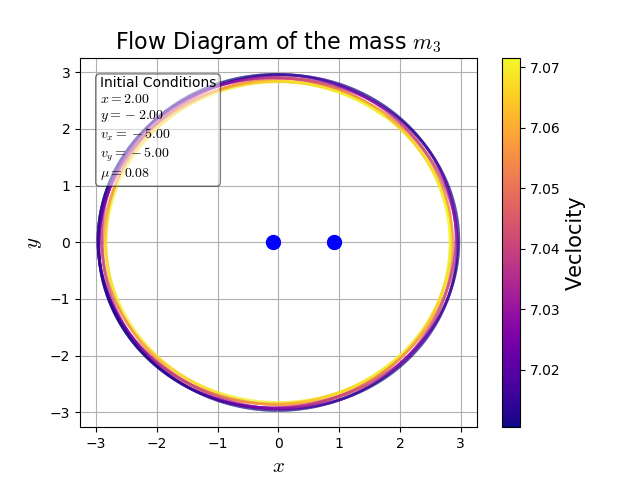 Flow Diagram of the mass m₃
Initial Conditions
x = 2.00
y = − 2.00
vₓ = −5.00
v_y = −5.00
μ = 0.08
3
2
1
0
−1
−2
−3
y
−3 −2 −1 0 1 2 3
x
7.07
7.06
7.05
7.04
7.03
7.02
Veclocity